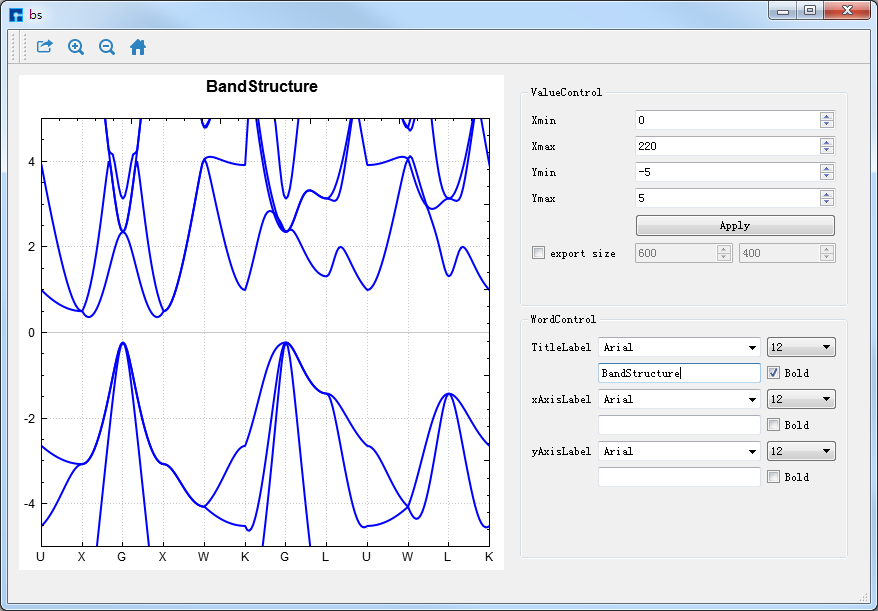 bs
BandStructure
4
2
0
-2
-4
U X G X W K G L U W L K
ValueControl
Xmin 0
Xmax 220
Ymin -5
Ymax 5
Apply
export size 600 400
WordControl
TitleLabel Arial 12
BandStructure Bold
xAxisLabel Arial 12
Bold
yAxisLabel Arial 12
Bold